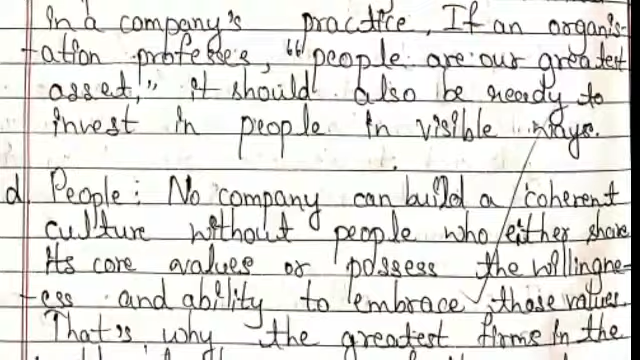 in a company's practice. If an organis-
-ation professes, "people are our greatest
asset," it should also be ready to
invest in people in visible ways.
d. People: No company can build a coherent
culture without people who either share
its core values or possess the willingne-
-ess and ability to embrace those values.
That's why the greatest firms in the